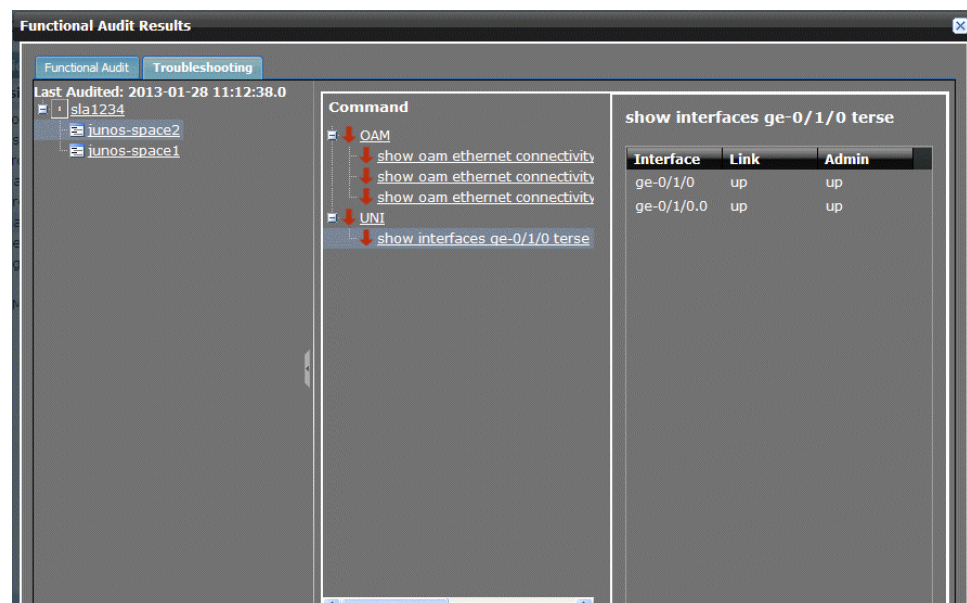 Functional Audit Results
Functional Audit Troubleshooting
Last Audited: 2013-01-28 11:12:38.0
sla1234
junos-space2
junos-space1
Command
OAM
show oam ethernet connectivity
show oam ethernet connectivity
show oam ethernet connectivity
UNI
show interfaces ge-0/1/0 terse
show interfaces ge-0/1/0 terse
Interface Link Admin
ge-0/1/0 up up
ge-0/1/0.0 up up